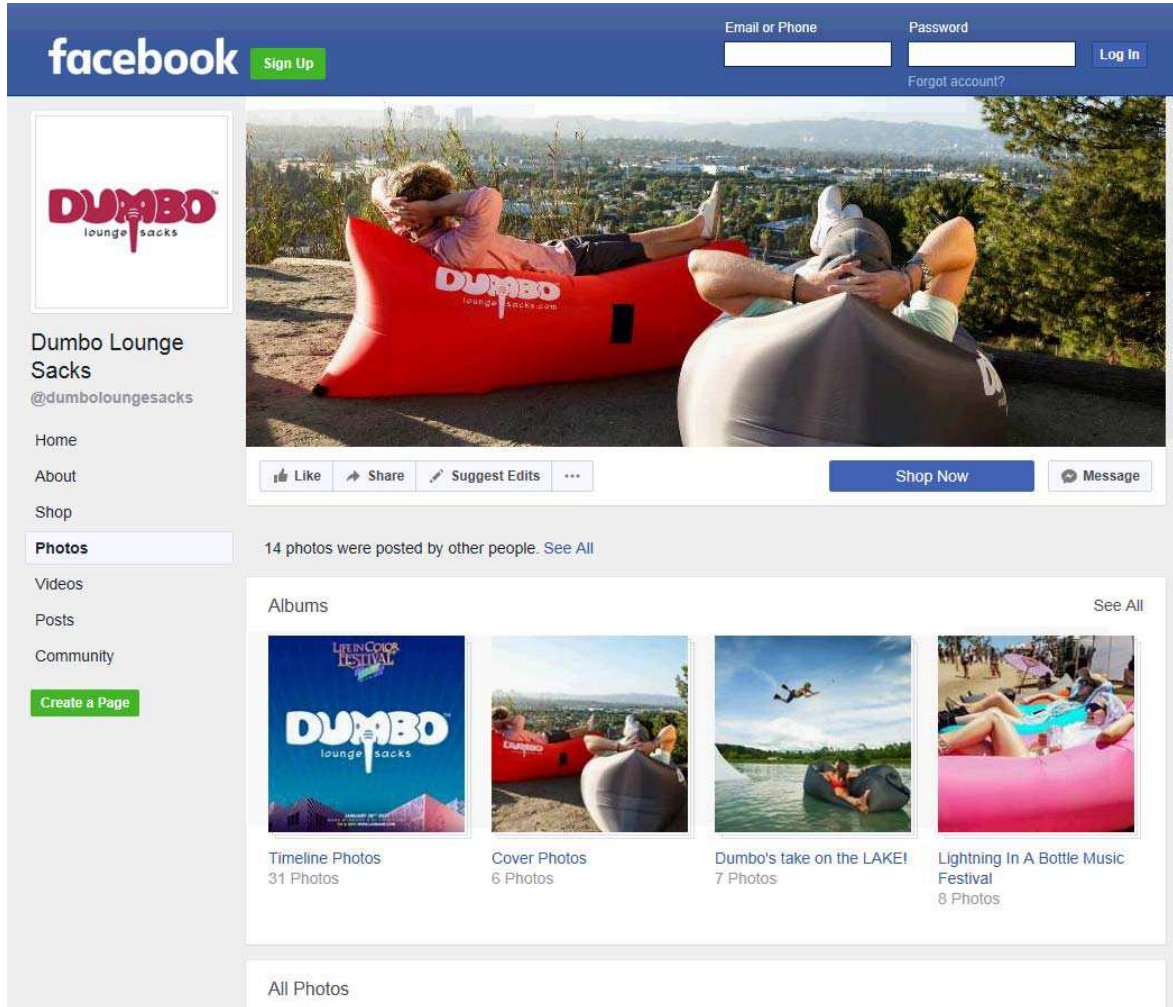 Email or Phone
Password
facebook
Sign Up
Log In
Forgot account?
DUMBO
lounge sacks
DUMBO
lounge sacks.com
Dumbo Lounge
Sacks
@dumboloungesacks
Home
About
Shop
Photos
Videos
Posts
Community
Create a Page
Like
Share
Suggest Edits
...
Shop Now
Message
14 photos were posted by other people. See All
Albums
See All
LIFE IN COLOR
FESTIVAL
DUMBO
lounge sacks
Timeline Photos
31 Photos
DUMBO
Cover Photos
6 Photos
Dumbo's take on the LAKE!
7 Photos
Lightning In A Bottle Music
Festival
8 Photos
All Photos